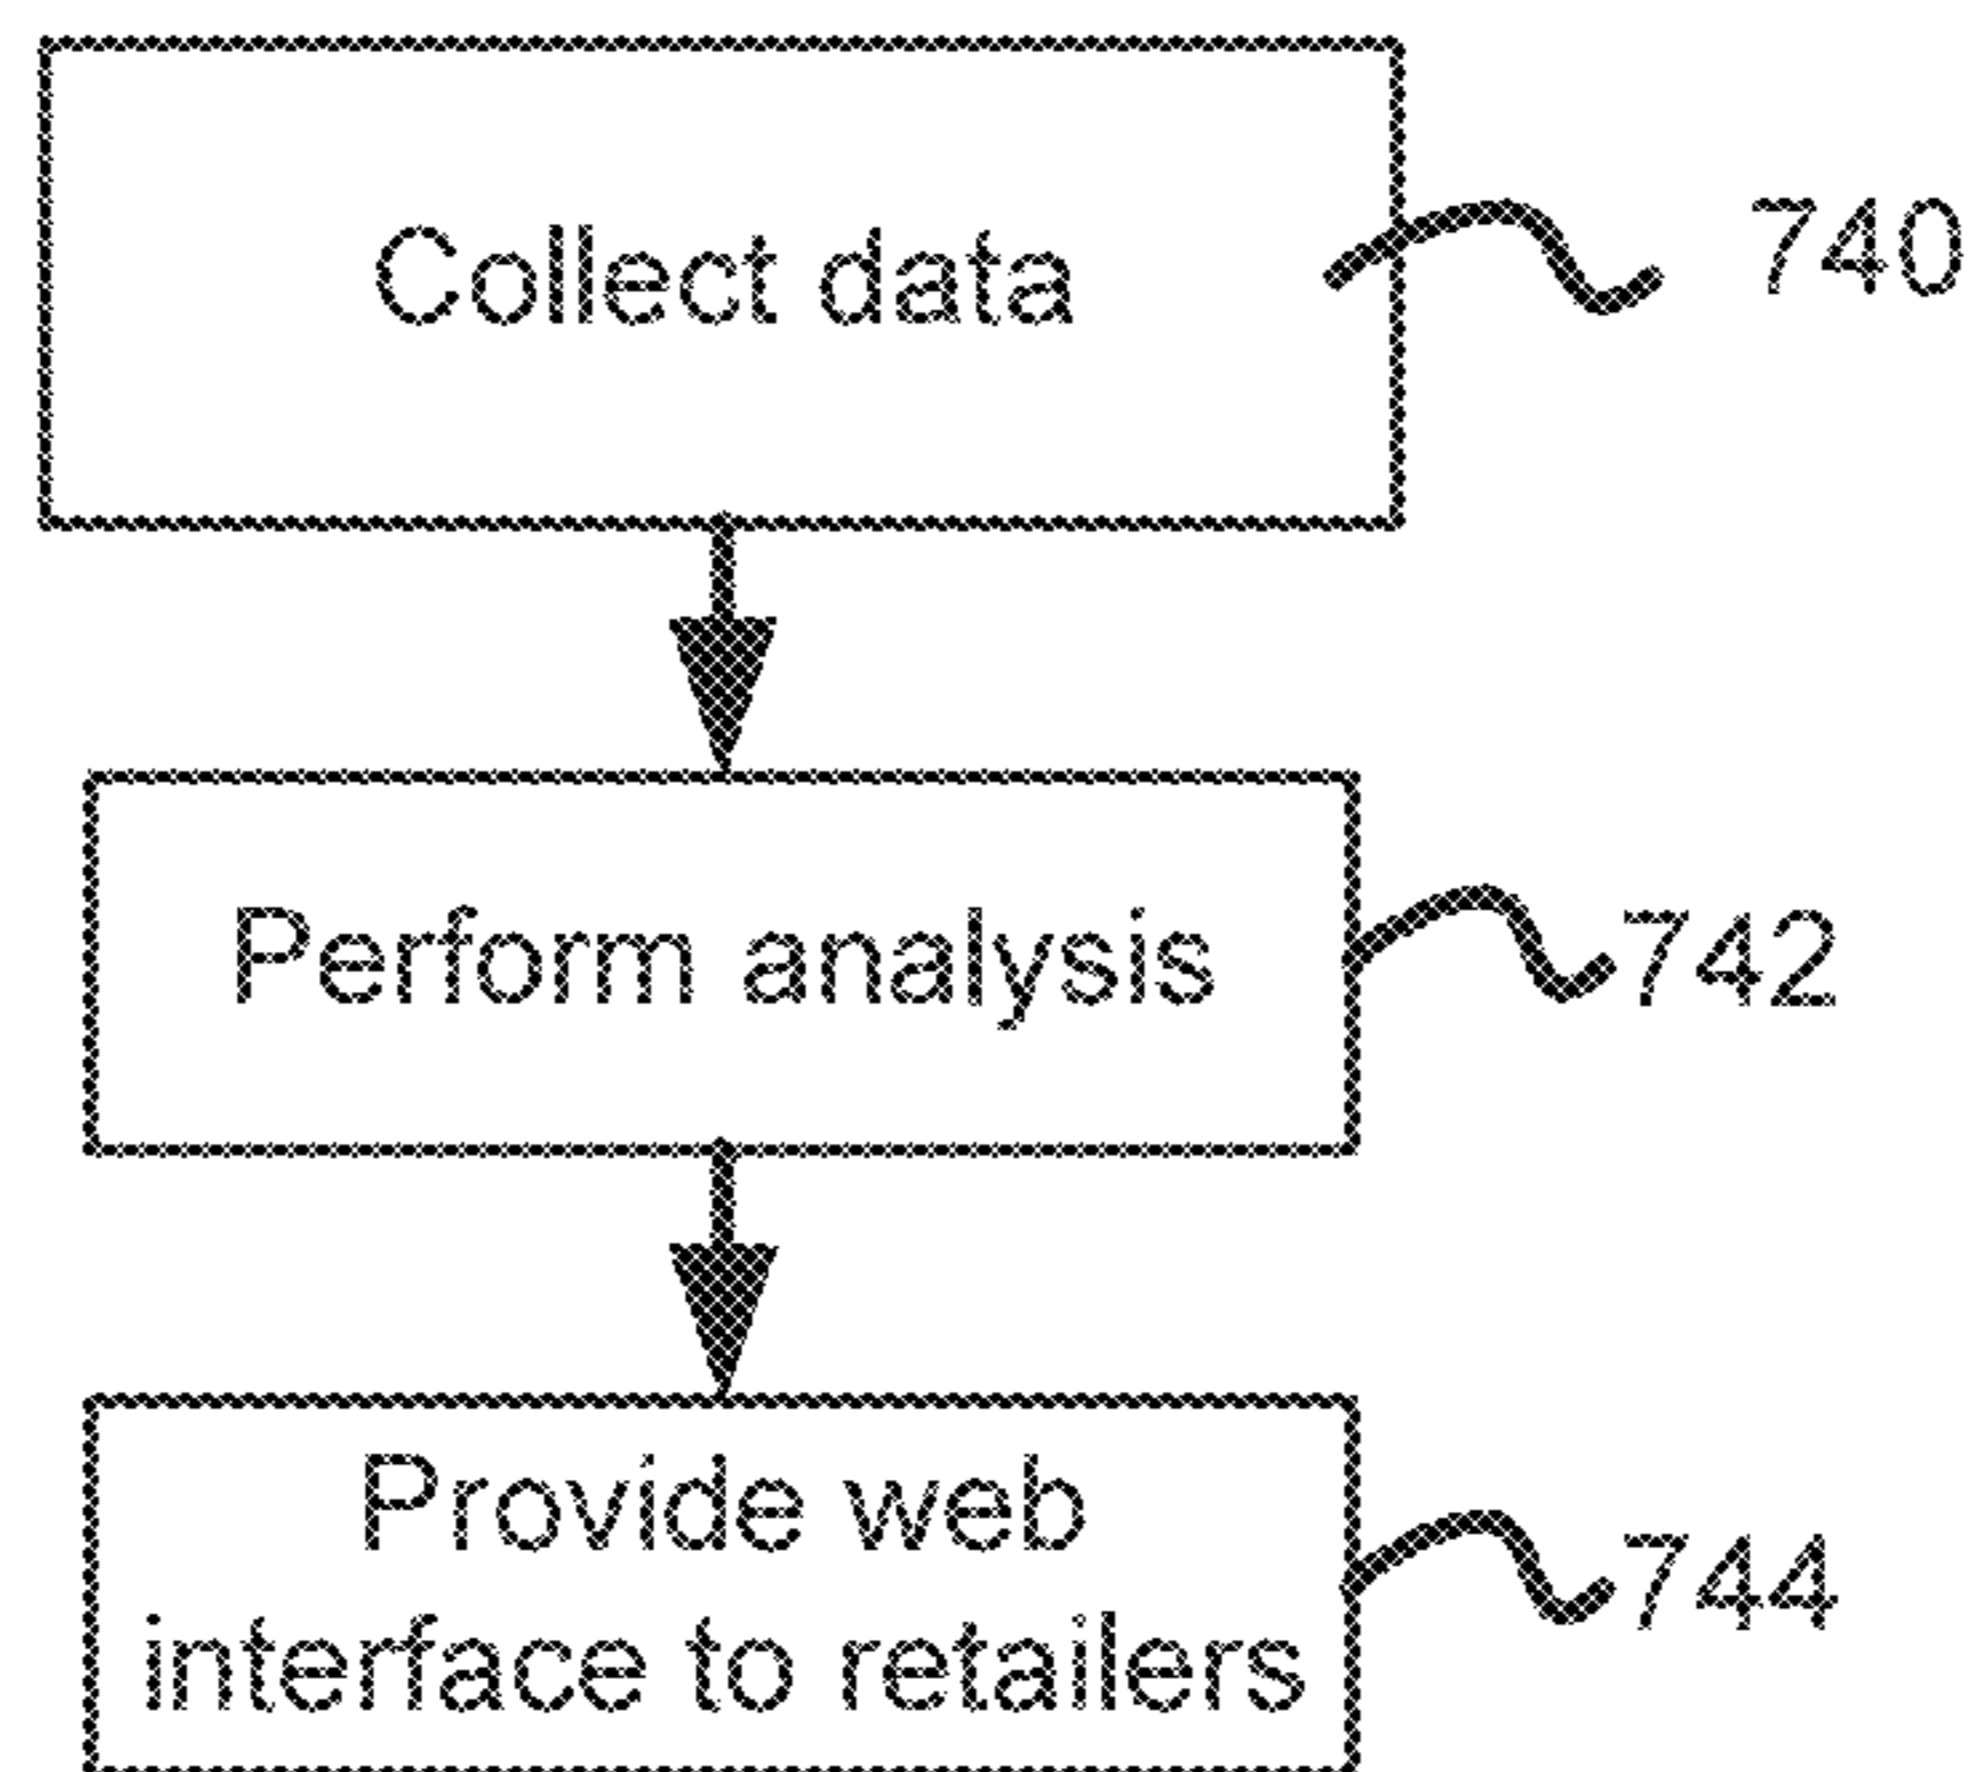 Collect data
740
Perform analysis
742
Provide web
interface to retailers
744